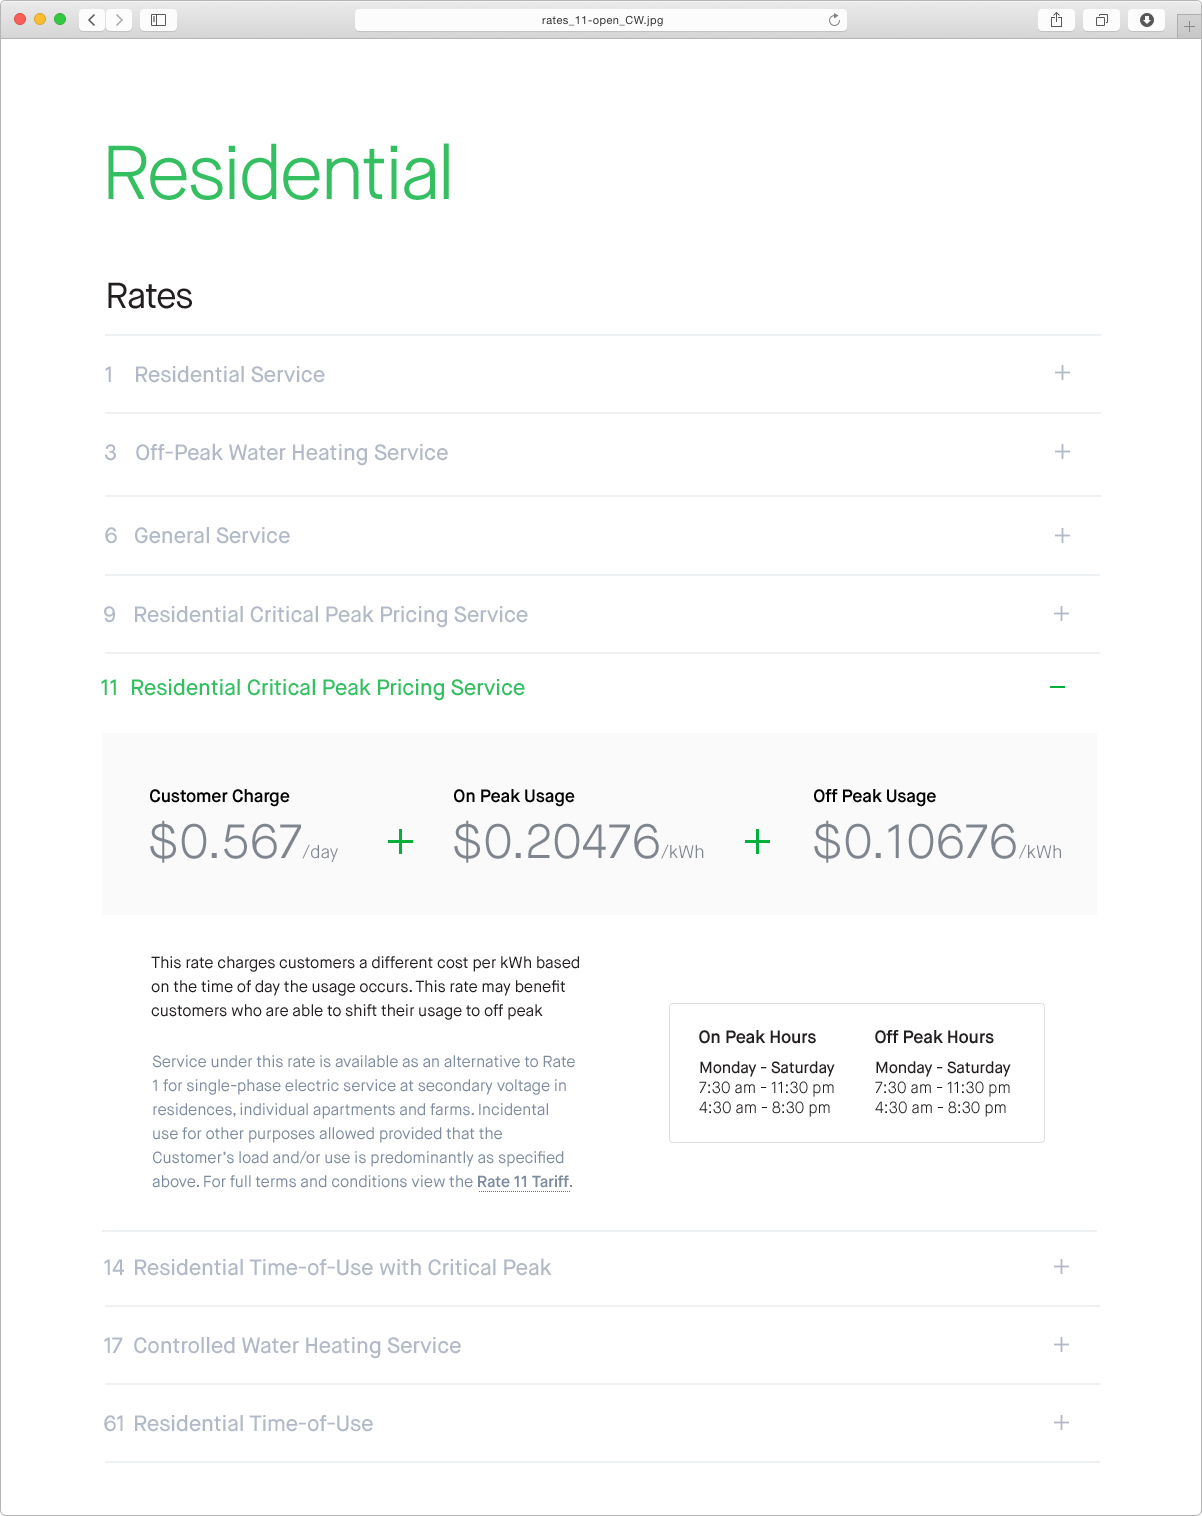 rates_11-open_CW.jpg
Residential
Rates
1 Residential Service +
3 Off-Peak Water Heating Service +
6 General Service +
9 Residential Critical Peak Pricing Service +
11 Residential Critical Peak Pricing Service –
Customer Charge
$0.567/day
+
On Peak Usage
$0.20476/kWh
+
Off Peak Usage
$0.10676/kWh
This rate charges customers a different cost per kWh based
on the time of day the usage occurs. This rate may benefit
customers who are able to shift their usage to off peak
Service under this rate is available as an alternative to Rate
1 for single-phase electric service at secondary voltage in
residences, individual apartments and farms. Incidental
use for other purposes allowed provided that the
Customer's load and/or use is predominantly as specified
above. For full terms and conditions view the Rate 11 Tariff.
On Peak Hours
Monday - Saturday
7:30 am - 11:30 pm
4:30 am - 8:30 pm
Off Peak Hours
Monday - Saturday
7:30 am - 11:30 pm
4:30 am - 8:30 pm
14 Residential Time-of-Use with Critical Peak +
17 Controlled Water Heating Service +
61 Residential Time-of-Use +